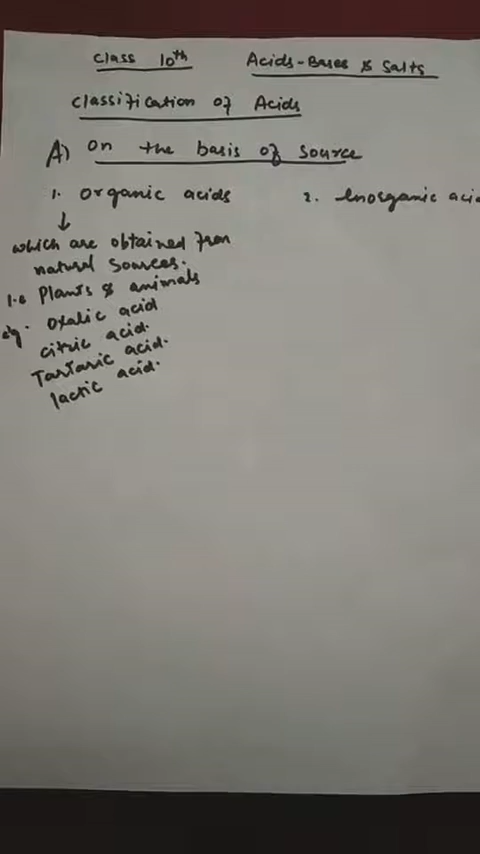 Class 10th Acids-Bases & Salts
Classification of Acids
A) on the basis of source
1. Organic acids 2. Inorganic acid
which are obtained from
natural sources.
i.e Plants & animals
eg. oxalic acid
citric acid.
Tartaric acid.
lactic acid.